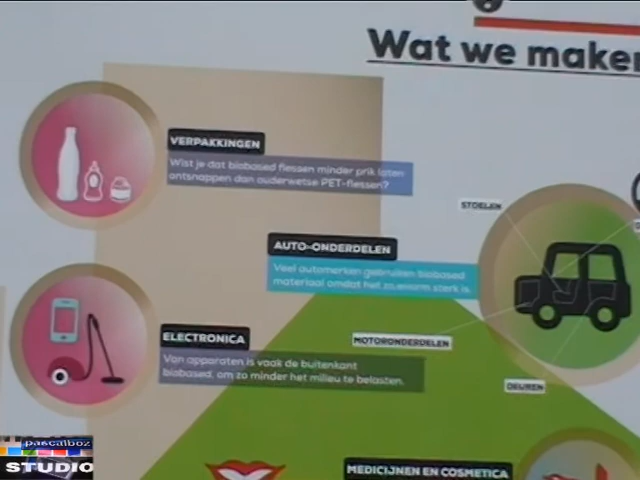 Wat we maken
VERPAKKINGEN
Wist je dat biobased flessen minder prik laten
ontsnappen dan ouderwetse PET-flessen?
STOELEN
AUTO-ONDERDELEN
Veel automerken gebruiken biobased
materiaal omdat het zo enorm sterk is.
ELECTRONICA
MOTORONDERDELEN
Van apparaten is vaak de buitenkant
biobased, om zo minder het milieu te belasten.
DEUREN
pascalboz
STUDIO
MEDICIJNEN EN COSMETICA